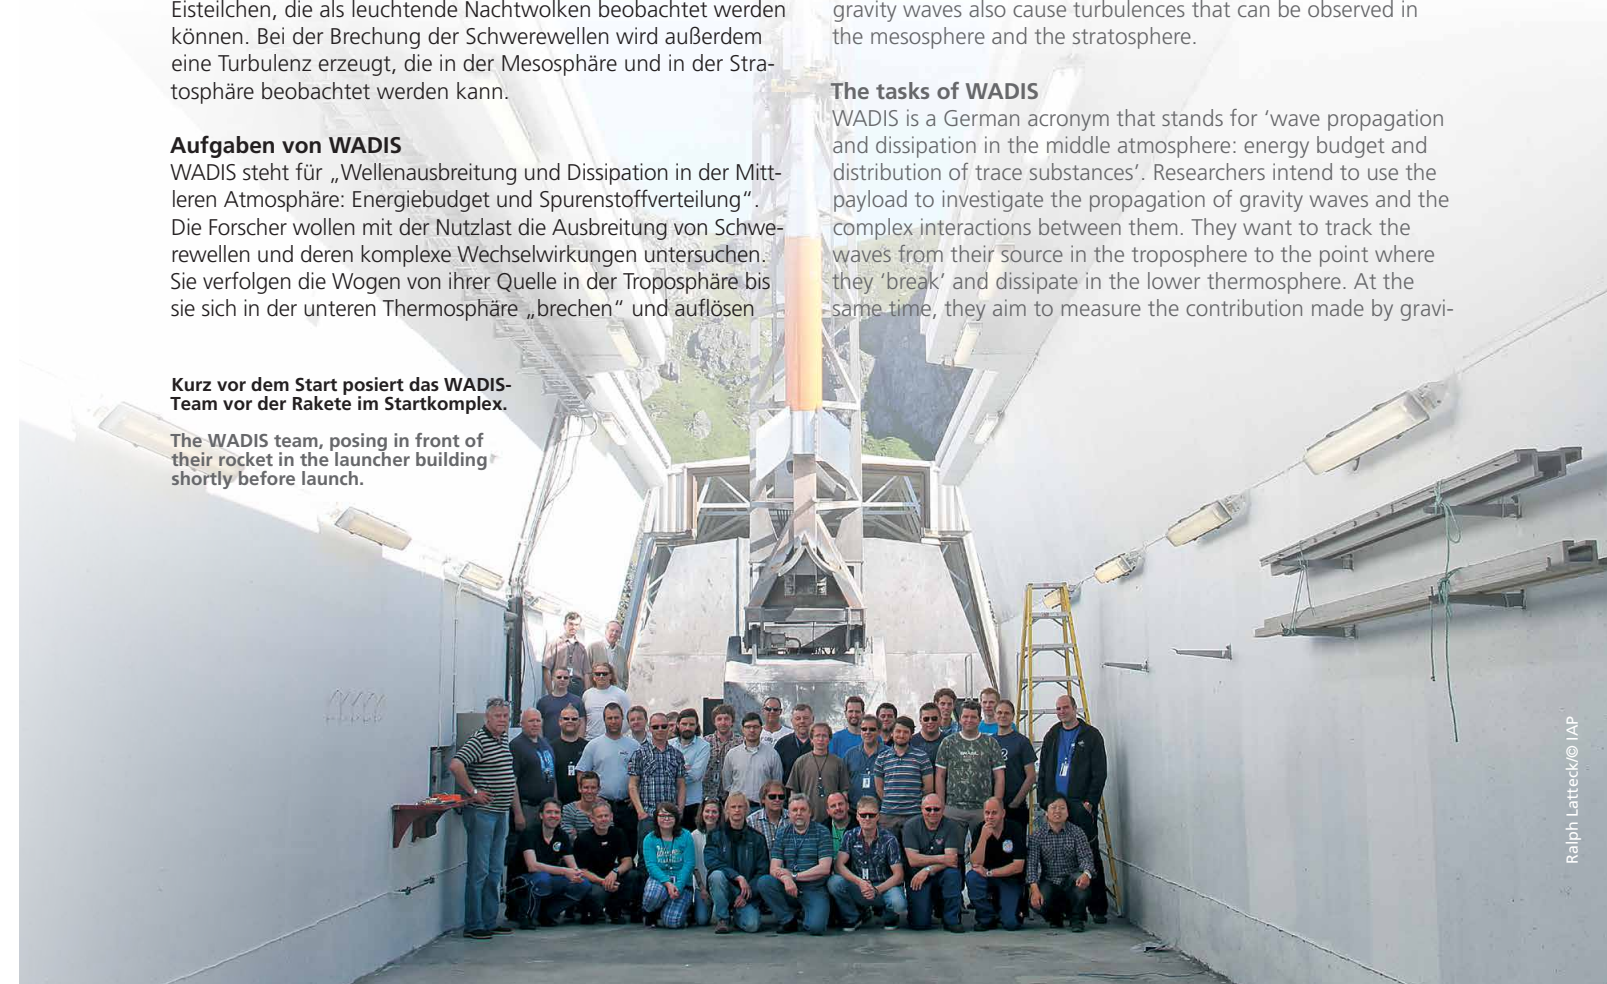 Eisteilchen, die als leuchtende Nachtwolken beobachtet werden
können. Bei der Brechung der Schwerewellen wird außerdem
eine Turbulenz erzeugt, die in der Mesosphäre und in der Stra-
tosphäre beobachtet werden kann.
Aufgaben von WADIS
WADIS steht für „Wellenausbreitung und Dissipation in der Mitt-
leren Atmosphäre: Energiebudget und Spurenstoffverteilung“.
Die Forscher wollen mit der Nutzlast die Ausbreitung von Schwe-
rewellen und deren komplexe Wechselwirkungen untersuchen.
Sie verfolgen die Wogen von ihrer Quelle in der Troposphäre bis
sie sich in der unteren Thermosphäre „brechen“ und auflösen
gravity waves also cause turbulences that can be observed in
the mesosphere and the stratosphere.
The tasks of WADIS
WADIS is a German acronym that stands for ‘wave propagation
and dissipation in the middle atmosphere: energy budget and
distribution of trace substances’. Researchers intend to use the
payload to investigate the propagation of gravity waves and the
complex interactions between them. They want to track the
waves from their source in the troposphere to the point where
they ‘break’ and dissipate in the lower thermosphere. At the
same time, they aim to measure the contribution made by gravi-
Kurz vor dem Start posiert das WADIS-
Team vor der Rakete im Startkomplex.
The WADIS team, posing in front of
their rocket in the launcher building
shortly before launch.
Ralph Latteck/© IAP